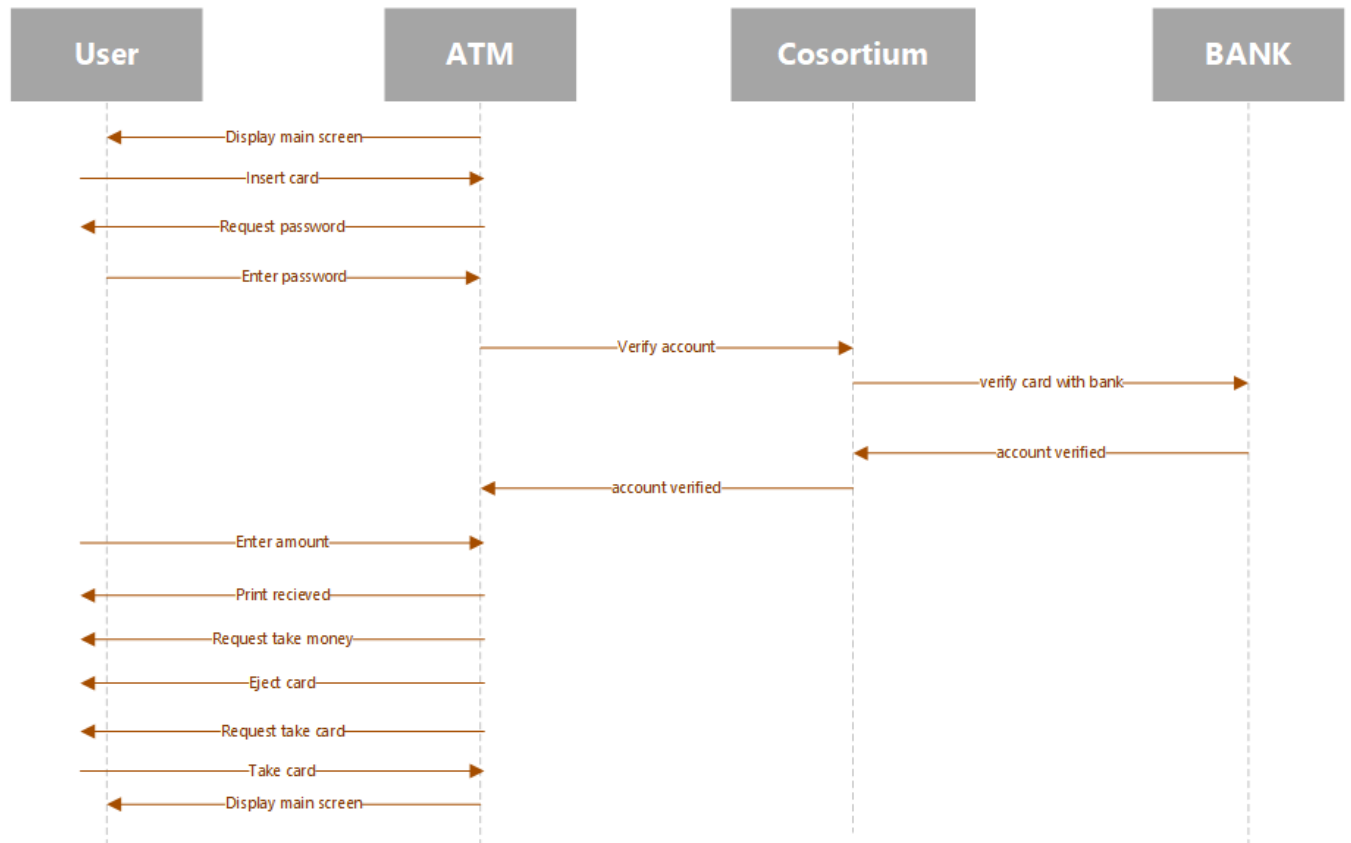 User
ATM
Cosortium
BANK
Display main screen
Insert card
Request password
Enter password
Verify account
verify card with bank
account verified
account verified
Enter amount
Print recieved
Request take money
Eject card
Request take card
Take card
Display main screen